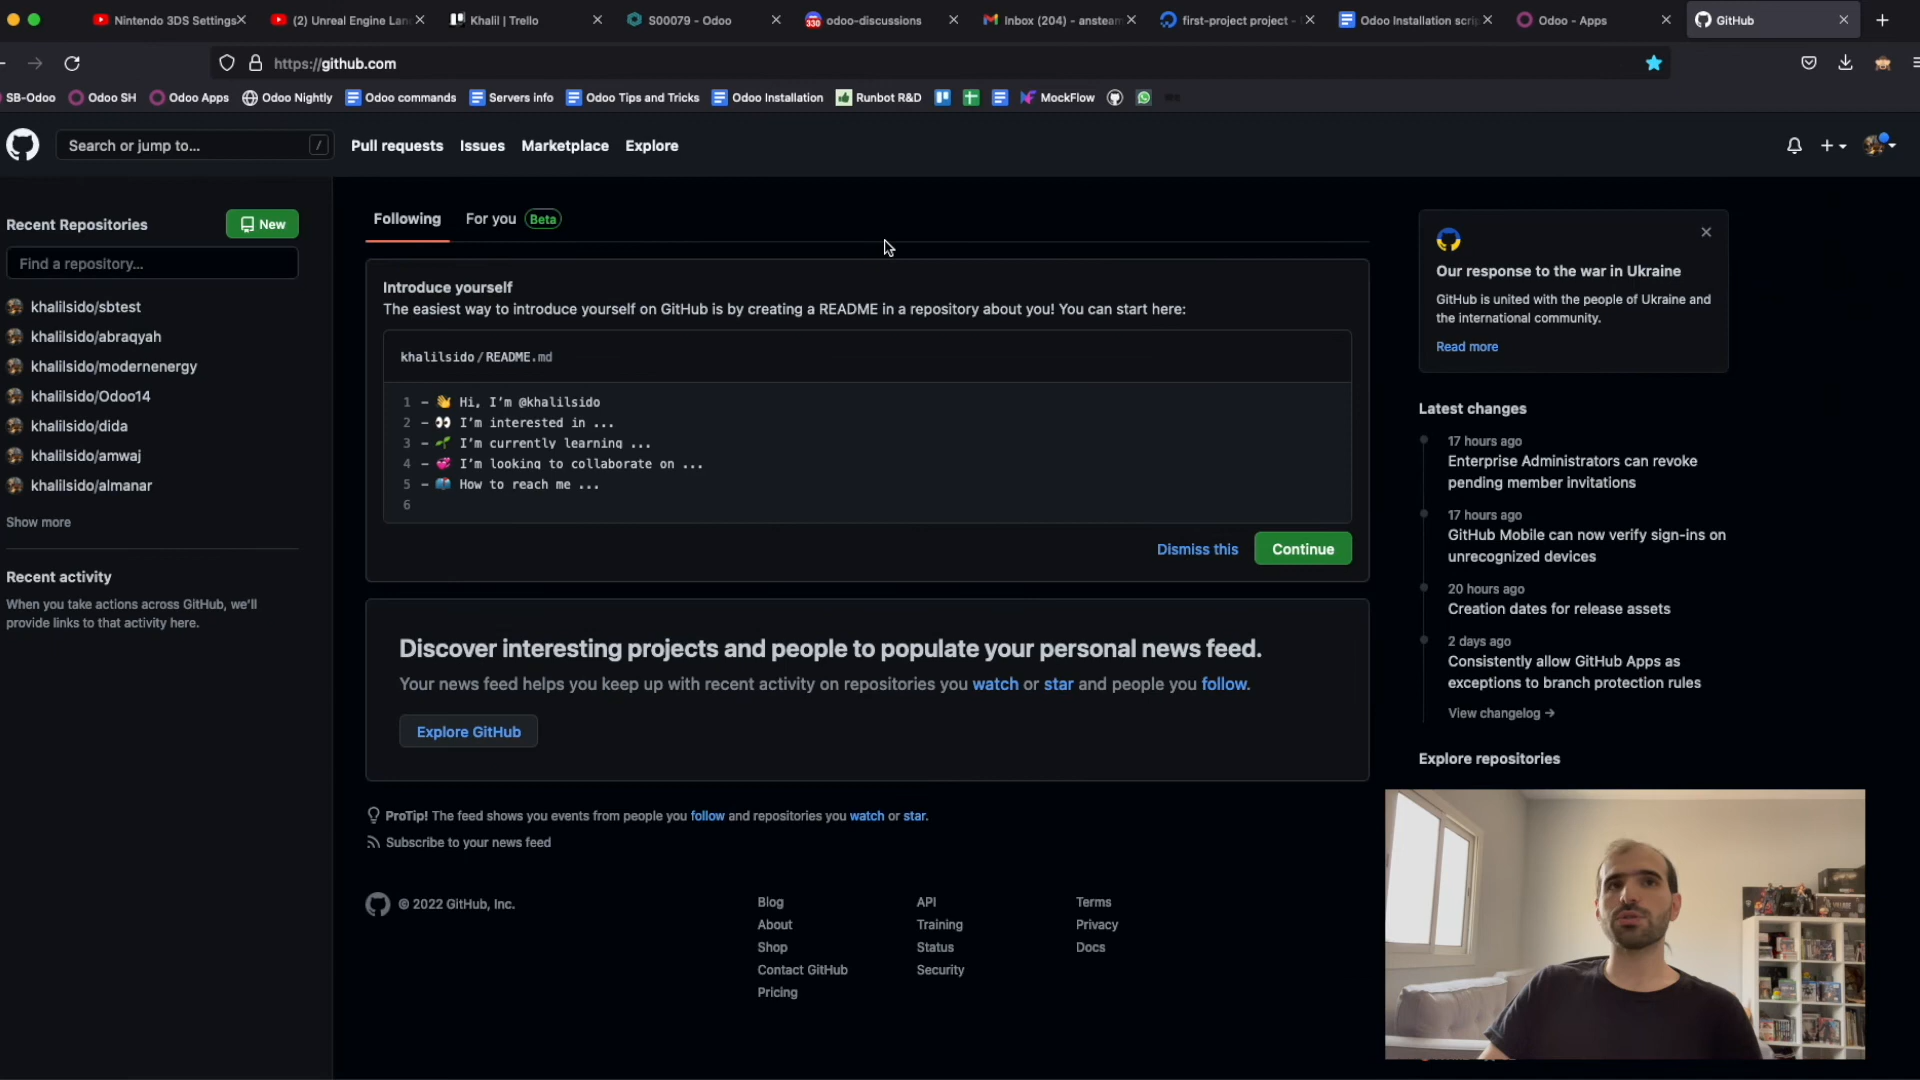 Nintendo 3DS Settings
(2) Unreal Engine Lan
Khalil | Trello
S00079 - Odoo
330
odoo-discussions
Inbox (204) - ansteam
first-project project -
Odoo Installation scrip
Odoo - Apps
GitHub
https://github.com
SB-Odoo
Odoo SH
Odoo Apps
Odoo Nightly
Odoo commands
Servers info
Odoo Tips and Tricks
Odoo Installation
Runbot R&D
MockFlow
Search or jump to...
/
Pull requests
Issues
Marketplace
Explore
Recent Repositories
New
Find a repository...
khalilsido/sbtest
khalilsido/abraqyah
khalilsido/modernenergy
khalilsido/Odoo14
khalilsido/dida
khalilsido/amwaj
khalilsido/almanar
Show more
Recent activity
When you take actions across GitHub, we'll
provide links to that activity here.
Following
For you
Beta
Introduce yourself
The easiest way to introduce yourself on GitHub is by creating a README in a repository about you! You can start here:
khalilsido/README.md
1 - 👋 Hi, I'm @khalilsido
2 - 👀 I'm interested in ...
3 - 🌱 I'm currently learning ...
4 - 💞️ I'm looking to collaborate on ...
5 - 📫 How to reach me ...
6
Dismiss this
Continue
Discover interesting projects and people to populate your personal news feed.
Your news feed helps you keep up with recent activity on repositories you watch or star and people you follow.
Explore GitHub
ProTip! The feed shows you events from people you follow and repositories you watch or star.
Subscribe to your news feed
© 2022 GitHub, Inc.
Blog
About
Shop
Contact GitHub
Pricing
API
Training
Status
Security
Terms
Privacy
Docs
Our response to the war in Ukraine
GitHub is united with the people of Ukraine and
the international community.
Read more
Latest changes
17 hours ago
Enterprise Administrators can revoke
pending member invitations
17 hours ago
GitHub Mobile can now verify sign-ins on
unrecognized devices
20 hours ago
Creation dates for release assets
2 days ago
Consistently allow GitHub Apps as
exceptions to branch protection rules
View changelog →
Explore repositories